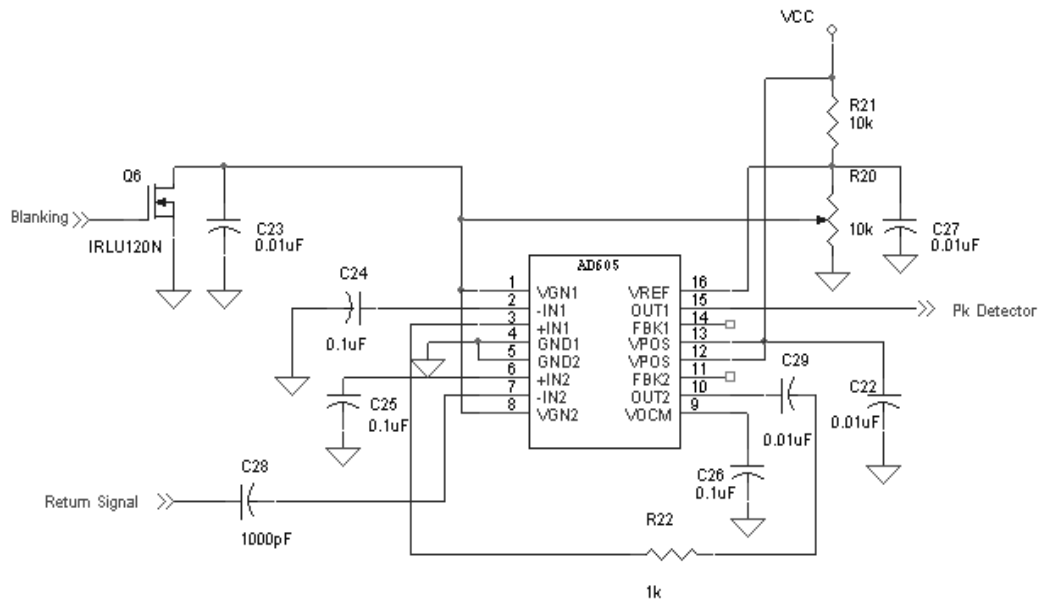 VCC
R21
10k
Q6
R20
Blanking
C23
0.01uF
10k
C27
0.01uF
IRLU120N
AD605
C24
0.1uF
1 VGN1 VREF 16
2 -IN1 OUT1 15
Pk Detector
3 +IN1 FBK1 14
4 GND1 VPOS 13
5 GND2 VPOS 12
6 +IN2 FBK2 11
7 -IN2 OUT2 10
8 VGN2 VOCM 9
C29
0.01uF
C22
0.01uF
C25
0.1uF
C28
1000pF
C26
0.1uF
Return Signal
R22
1k